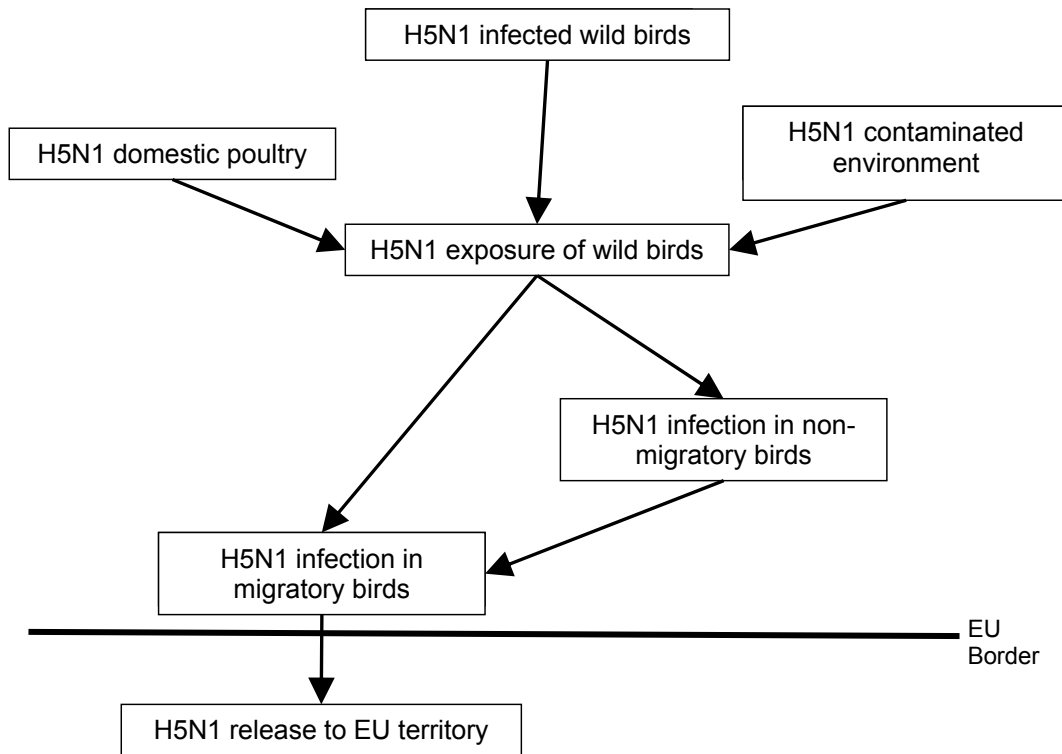 H5N1 infected wild birds
H5N1 domestic poultry
H5N1 contaminated
environment
H5N1 exposure of wild birds
H5N1 infection in non-
migratory birds
H5N1 infection in
migratory birds
EU
Border
H5N1 release to EU territory